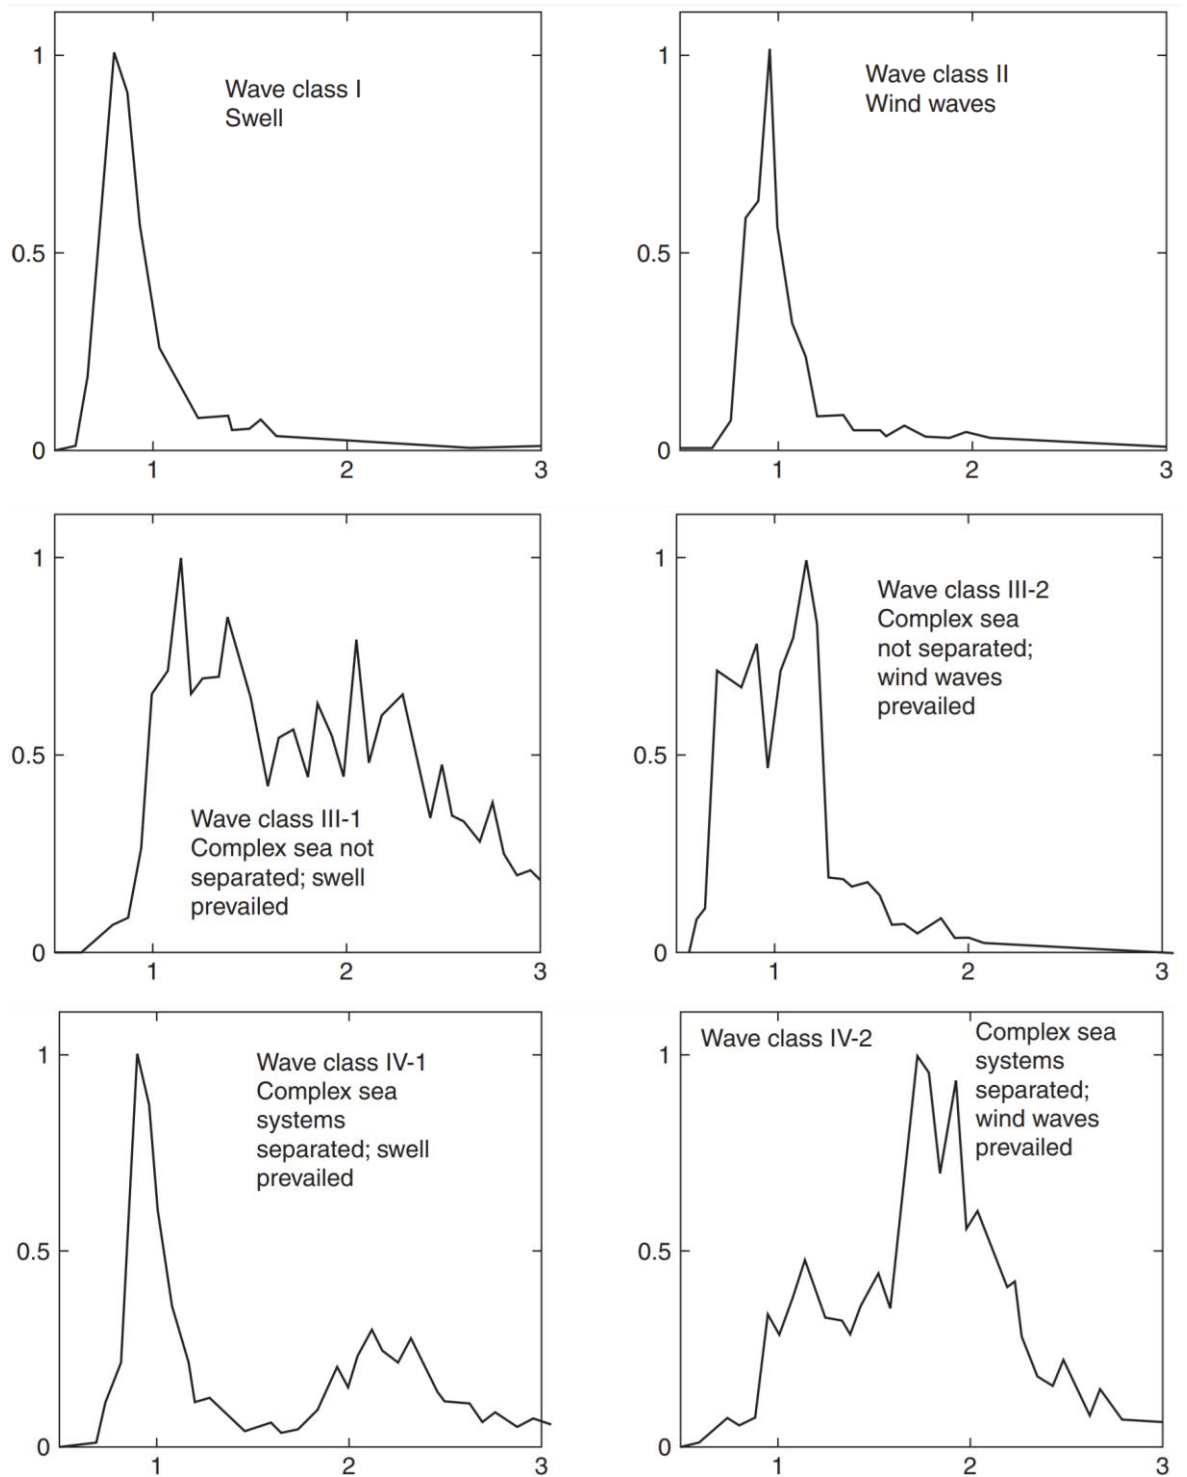 1
0.5
0
1
2
3
Wave class I
Swell
1
0.5
0
1
2
3
Wave class II
Wind waves
1
0.5
0
1
2
3
Wave class III-1
Complex sea not
separated; swell
prevailed
1
0.5
0
1
2
3
Wave class III-2
Complex sea
not separated;
wind waves
prevailed
1
0.5
0
1
2
3
Wave class IV-1
Complex sea
systems
separated; swell
prevailed
1
0.5
0
1
2
3
Wave class IV-2
Complex sea
systems
separated;
wind waves
prevailed